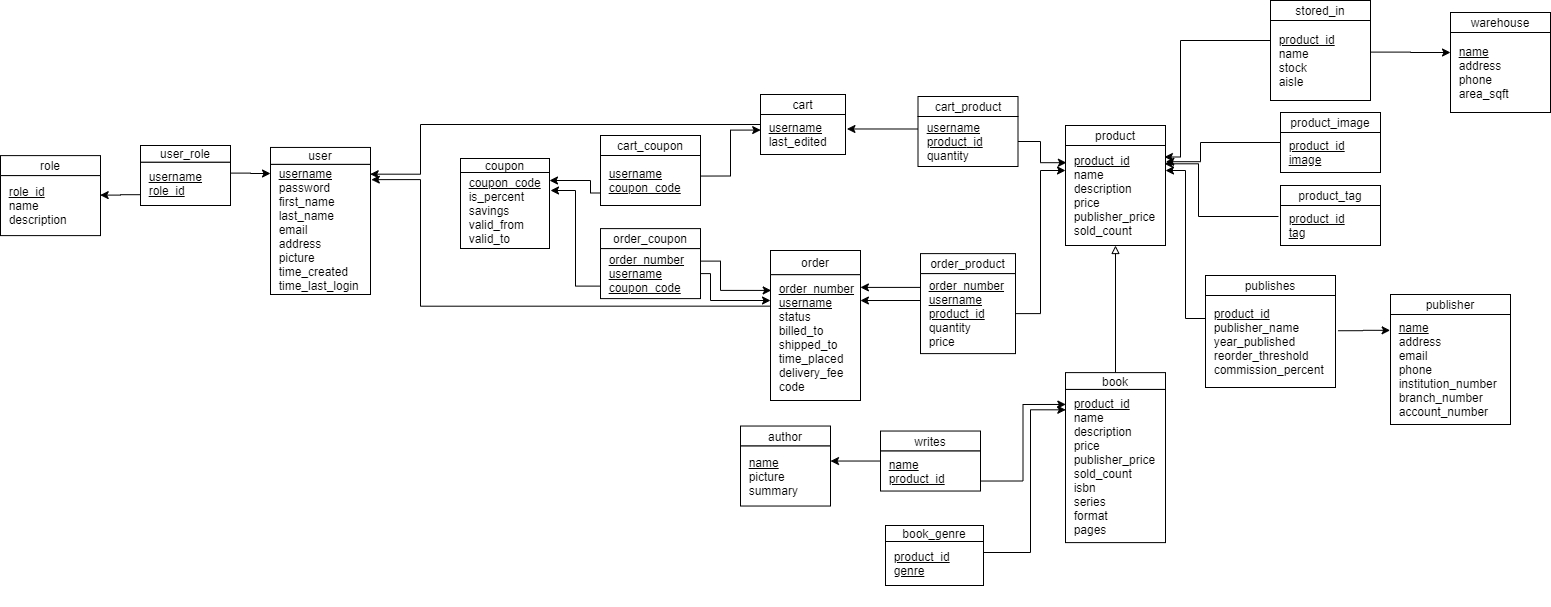 role
role_id
name
description
user_role
username
role_id
user
username
password
first_name
last_name
email
address
picture
time_created
time_last_login
coupon
coupon_code
is_percent
savings
valid_from
valid_to
cart_coupon
username
coupon_code
order_coupon
order_number
username
coupon_code
cart
username
last_edited
order
order_number
username
status
billed_to
shipped_to
time_placed
delivery_fee
code
cart_product
username
product_id
quantity
order_product
order_number
username
product_id
quantity
price
author
name
picture
summary
writes
name
product_id
book_genre
product_id
genre
product
product_id
name
description
price
publisher_price
sold_count
book
product_id
name
description
price
publisher_price
sold_count
isbn
series
format
pages
stored_in
product_id
name
stock
aisle
warehouse
name
address
phone
area_sqft
product_image
product_id
image
product_tag
product_id
tag
publishes
product_id
publisher_name
year_published
reorder_threshold
commission_percent
publisher
name
address
email
phone
institution_number
branch_number
account_number